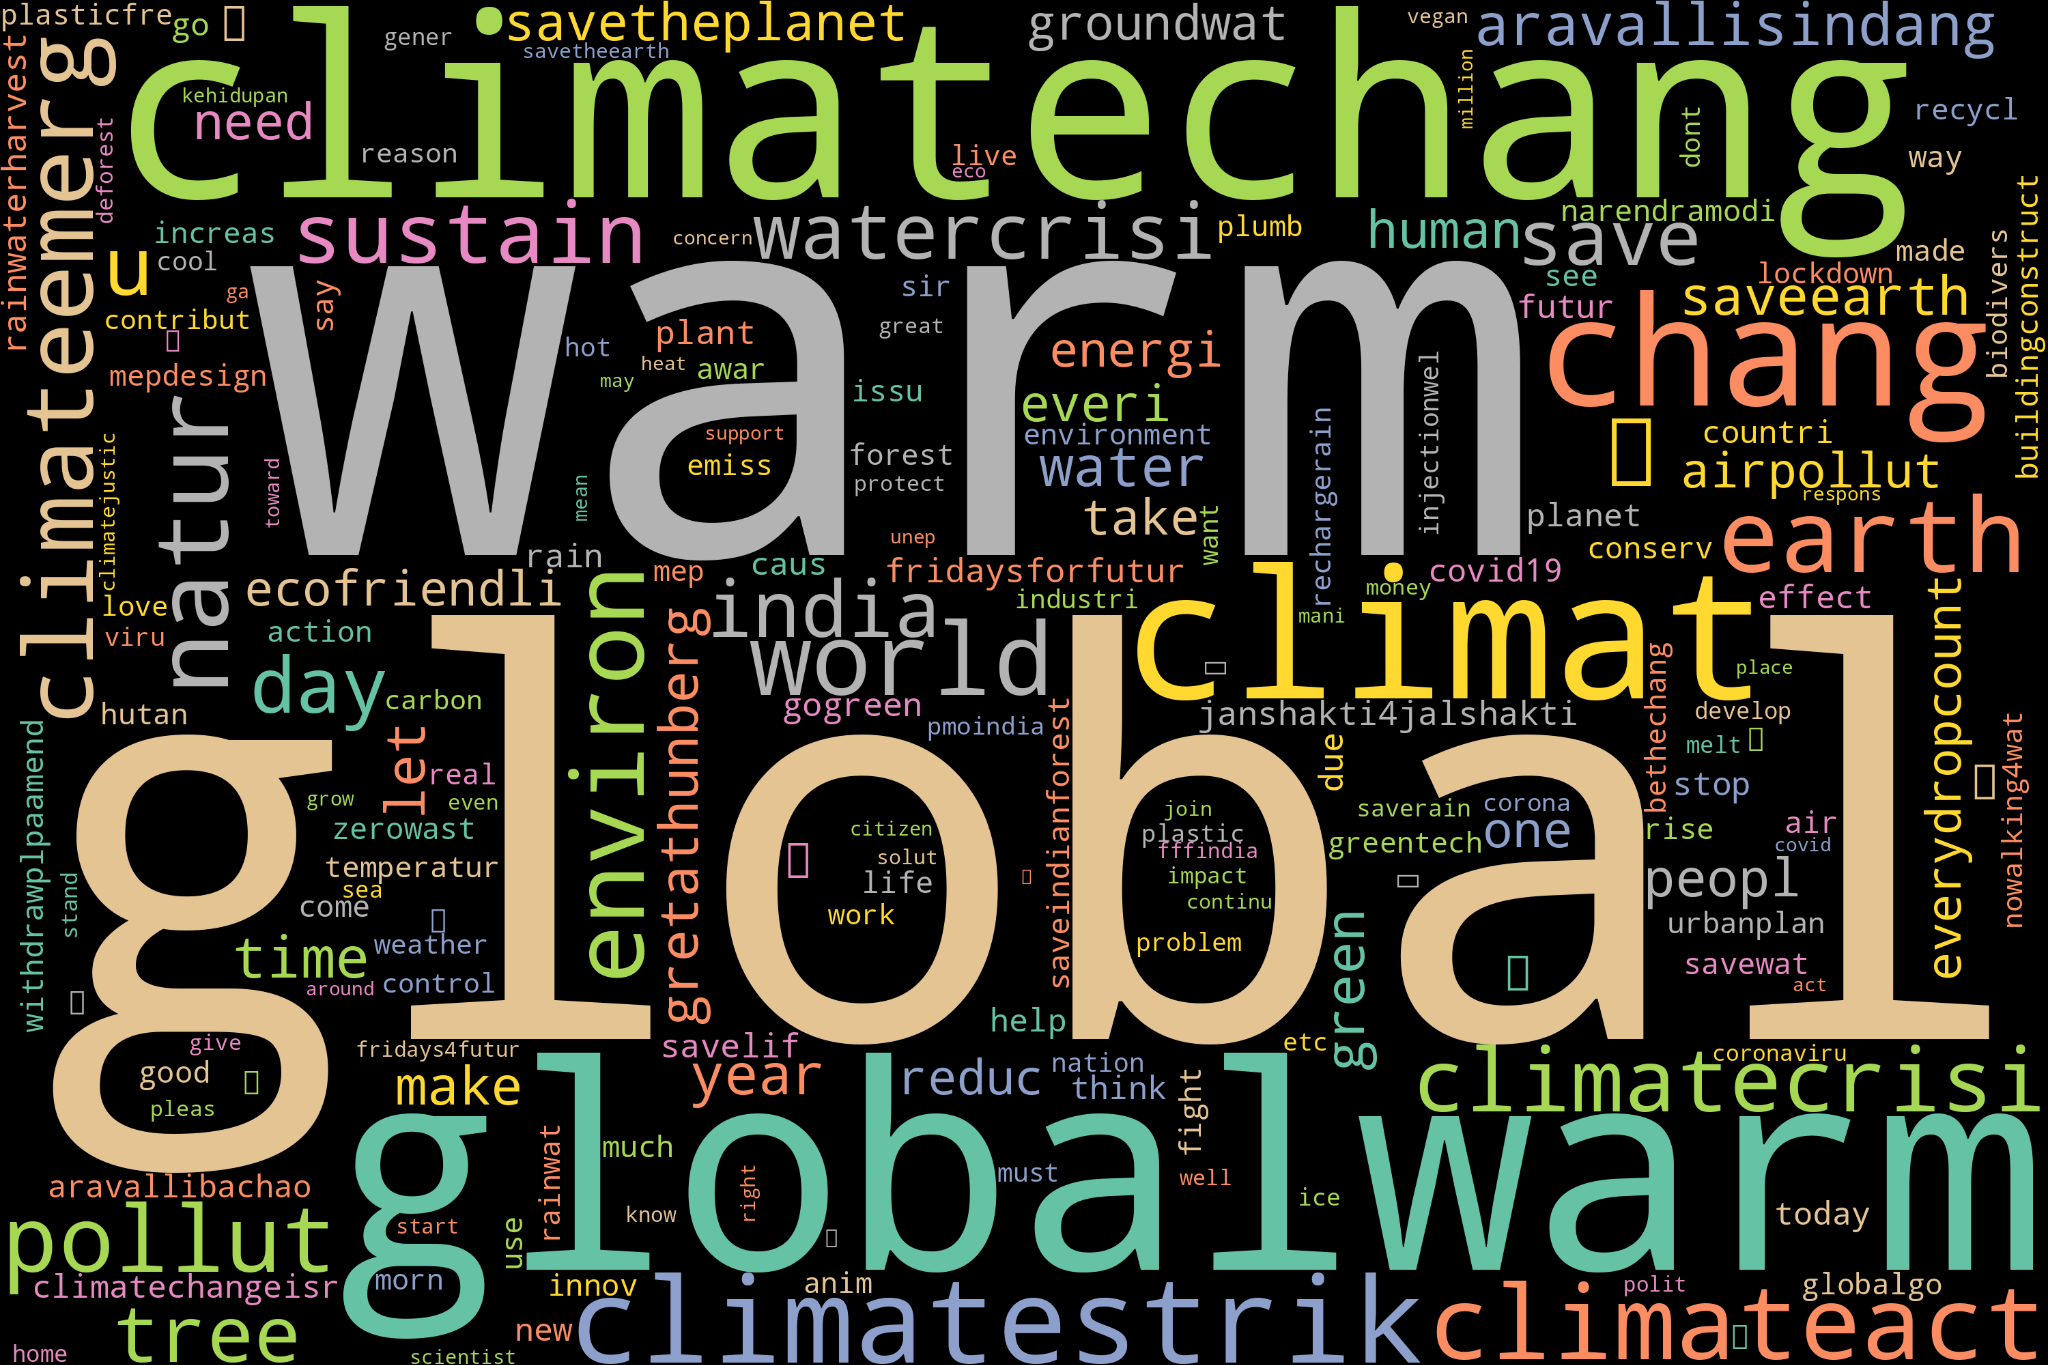 plasticfre
go
gener
savetheplanet
savetheearth
groundwat
vegan
aravallisindang
climatechang
kehidupan
need
reason
live
eco
million
dont
recycl
way
rainwaterharvest
climateemerg
deforest
increas
cool
u
sustain
concern
watercrisi
plumb
human
save
narendramodi
made
lockdown
see
futur
saveearth
biodivers
buildingconstruct
contribut
ga
say
warm
sir
great
hot
plant
heat
may
awar
issu
energi
everi
environment
water
chang
mepdesign
natur
climatejustic
toward
support
emiss
mean
forest
protect
take
want
rechargerain
injectionwel
countri
airpollut
respons
planet
conserv
earth
unep
rain
ecofriendli
mep
caus
fridaysforfutur
industri
covid19
money
mani
effect
love
viru
action
day
hutan
carbon
environ
gretathunberg
india
world
climat
gogreen
pmoindia
janshakti4jalshakti
place
develop
melt
bethechang
stop
everydropcount
nowalking4wat
withdrawplpaamend
stand
global
let
real
grow
even
zerowast
temperatur
sea
come
time
weather
control
around
citizen
solut
life
work
saveindianforest
join
plastic
fffindia
impact
continu
problem
due
saverain
corona
greentech
one
rise
air
covid
peopl
urbanplan
savewat
act
green
help
give
fridays4futur
savelif
etc
coronaviru
good
pleas
make
year
reduc
nation
think
fight
climatecrisi
globalwarm
much
must
well
ice
rainwat
know
right
today
aravallibachao
pollut
start
use
climatechangeisr
morn
innov
anim
climatestrik
polit
globalgo
climateact
tree
new
home
scientist